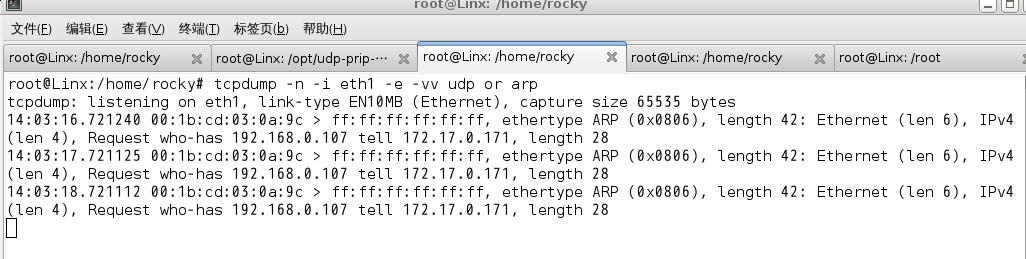 root@Linx: /home/rocky
文件(F) 编辑(E) 查看(V) 终端(T) 标签页(B) 帮助(H)
root@Linx: /home/rocky root@Linx: /opt/udp-prip-··· root@Linx: /home/rocky root@Linx: /home/rocky root@Linx: /root
root@Linx:/home/rocky# tcpdump -n -i eth1 -e -vv udp or arp
tcpdump: listening on eth1, link-type EN10MB (Ethernet), capture size 65535 bytes
14:03:16.721240 00:1b:cd:03:0a:9c > ff:ff:ff:ff:ff:ff, ethertype ARP (0x0806), length 42: Ethernet (len 6), IPv4
(len 4), Request who-has 192.168.0.107 tell 172.17.0.171, length 28
14:03:17.721125 00:1b:cd:03:0a:9c > ff:ff:ff:ff:ff:ff, ethertype ARP (0x0806), length 42: Ethernet (len 6), IPv4
(len 4), Request who-has 192.168.0.107 tell 172.17.0.171, length 28
14:03:18.721112 00:1b:cd:03:0a:9c > ff:ff:ff:ff:ff:ff, ethertype ARP (0x0806), length 42: Ethernet (len 6), IPv4
(len 4), Request who-has 192.168.0.107 tell 172.17.0.171, length 28